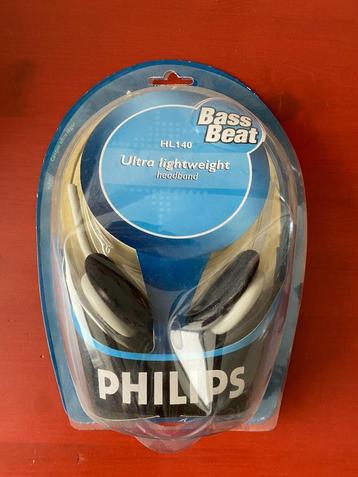 Bass
Beat
HL140
Ultra lightweight
headband
PHILIPS